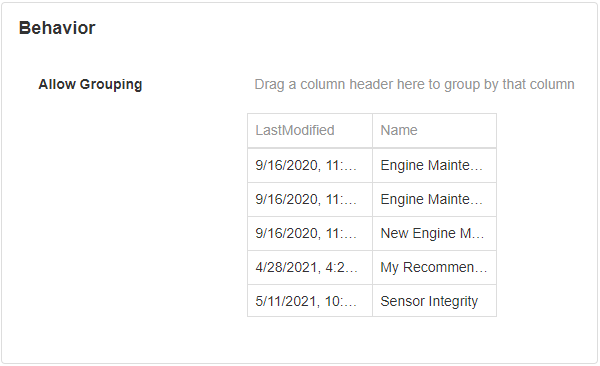 Behavior
Allow Grouping
Drag a column header here to group by that column
LastModified Name
9/16/2020, 11:... Engine Mainte...
9/16/2020, 11:... Engine Mainte...
9/16/2020, 11:... New Engine M...
4/28/2021, 4:2... My Recommen...
5/11/2021, 10:... Sensor Integrity